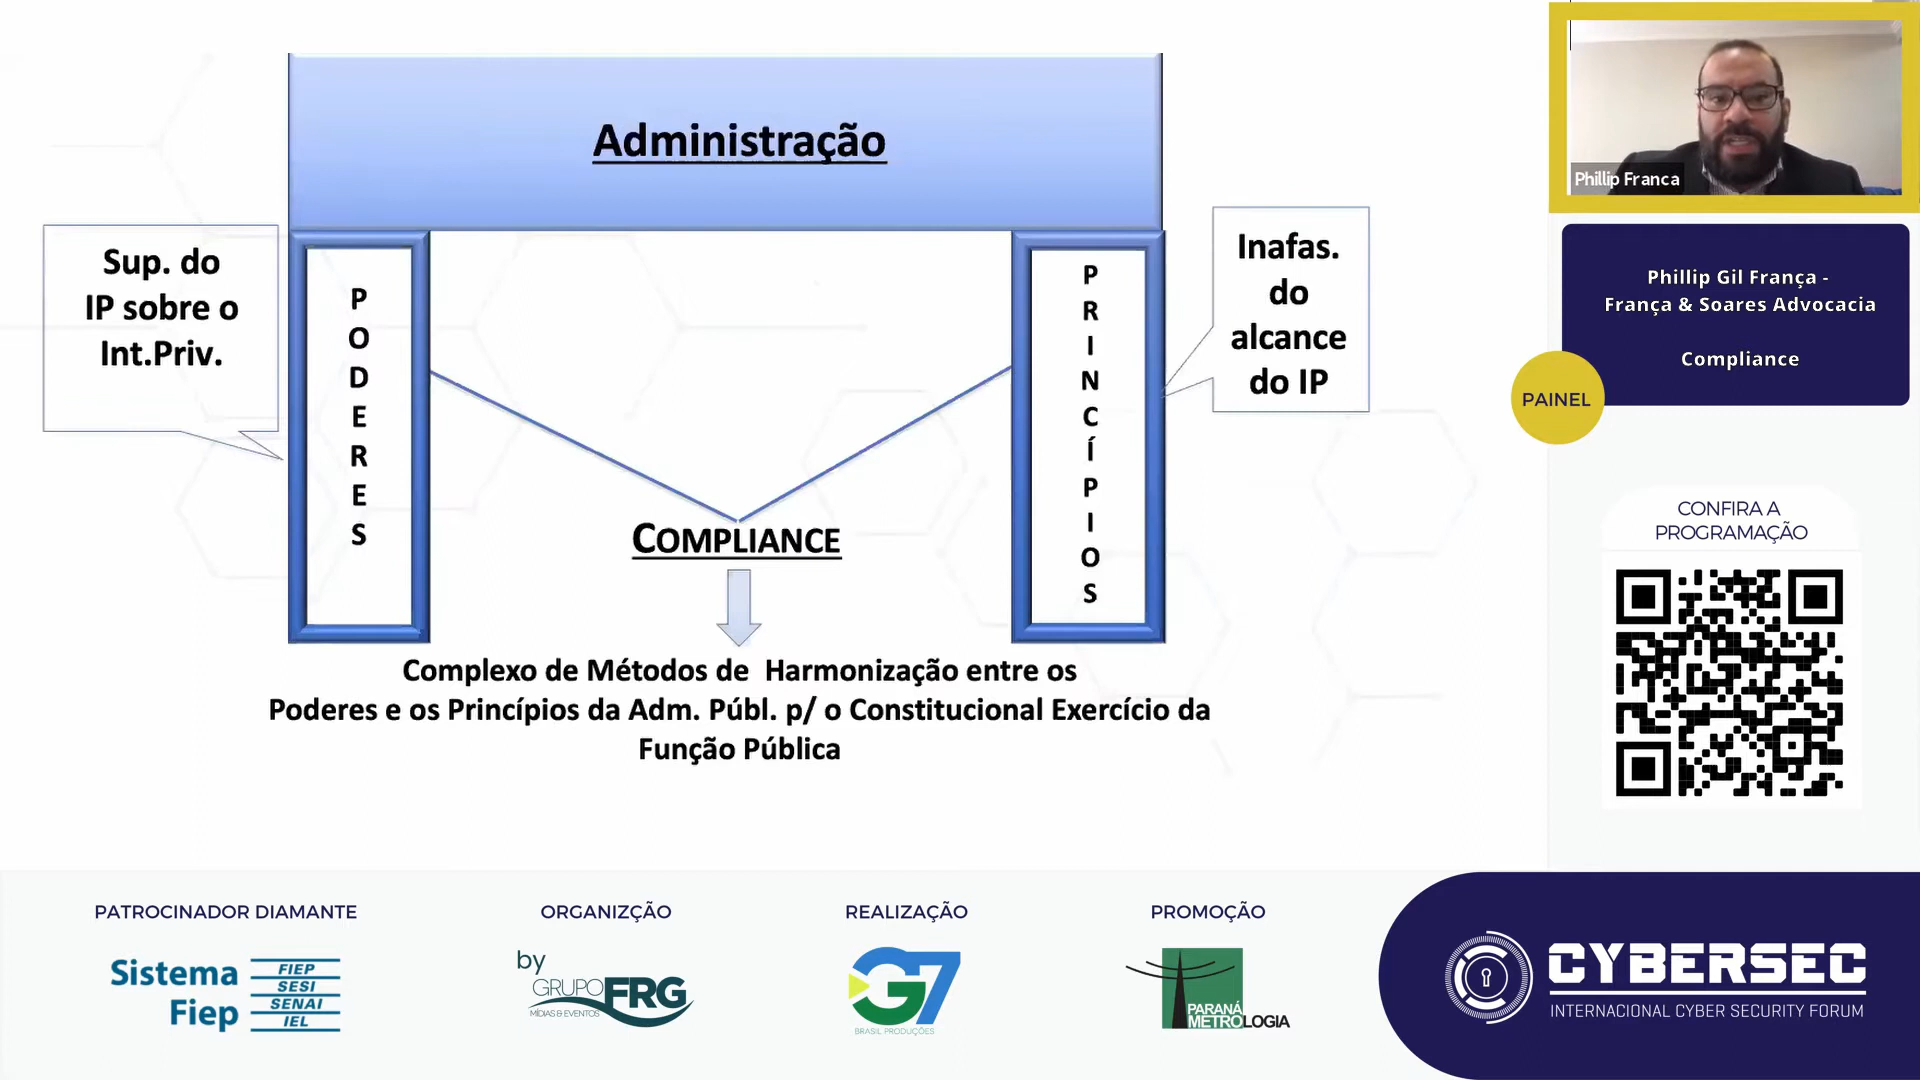 Administração
Sup. do
IP sobre o
Int.Priv.
PODERES
PRINCÍPIOS
Inafas.
do
alcance
do IP
COMPLIANCE
Complexo de Métodos de  Harmonização entre os
Poderes e os Princípios da Adm. Públ. p/ o Constitucional Exercício da
Função Pública
Phillip Franca
Phillip Gil França -
França & Soares Advocacia
Compliance
PAINEL
CONFIRA A
PROGRAMAÇÃO
PATROCINADOR DIAMANTE
Sistema
Fiep
FIEP
SESI
SENAI
IEL
ORGANIZÇÃO
by
GRUPO FRG
MÍDIAS & EVENTOS
REALIZAÇÃO
G7
BRASIL PRODUÇÕES
PROMOÇÃO
PARANÁ
METROLOGIA
CYBERSEC
INTERNACIONAL CYBER SECURITY FORUM